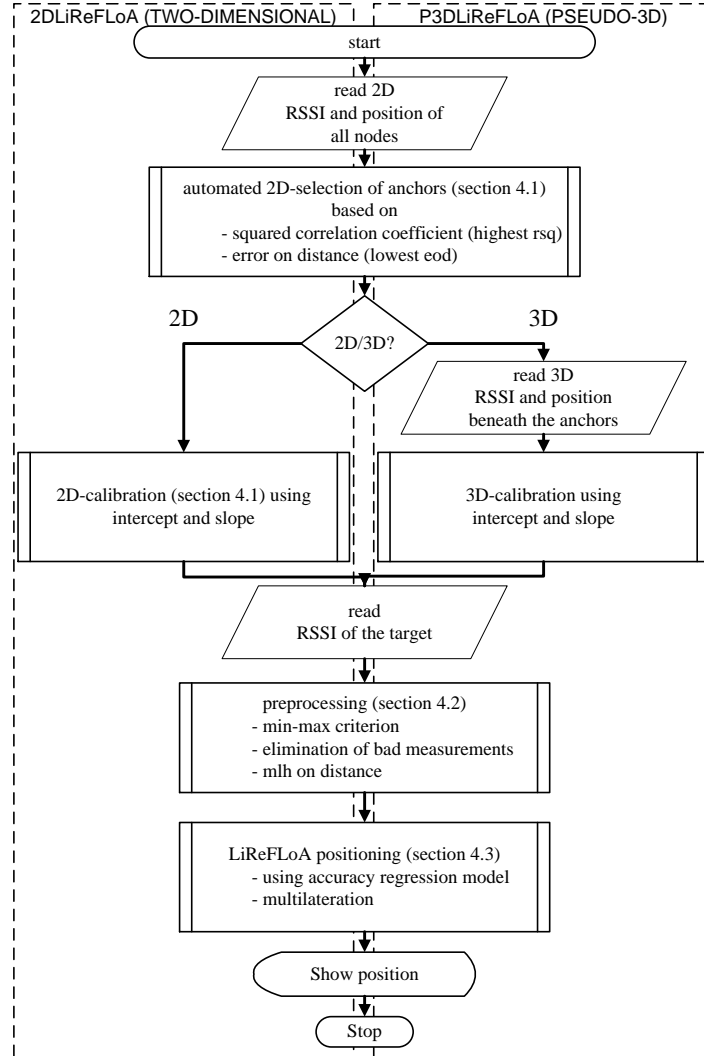 2DLiReFLoA (TWO-DIMENSIONAL)
P3DLiReFLoA (PSEUDO-3D)
start
read 2D
RSSI and position of
all nodes
automated 2D-selection of anchors (section 4.1)
based on
- squared correlation coefficient (highest rsq)
- error on distance (lowest eod)
2D
3D
2D/3D?
read 3D
RSSI and position
beneath the anchors
2D-calibration (section 4.1) using
intercept and slope
3D-calibration using
intercept and slope
read
RSSI of the target
preprocessing (section 4.2)
- min-max criterion
- elimination of bad measurements
- mlh on distance
LiReFLoA positioning (section 4.3)
- using accuracy regression model
- multilateration
Show position
Stop